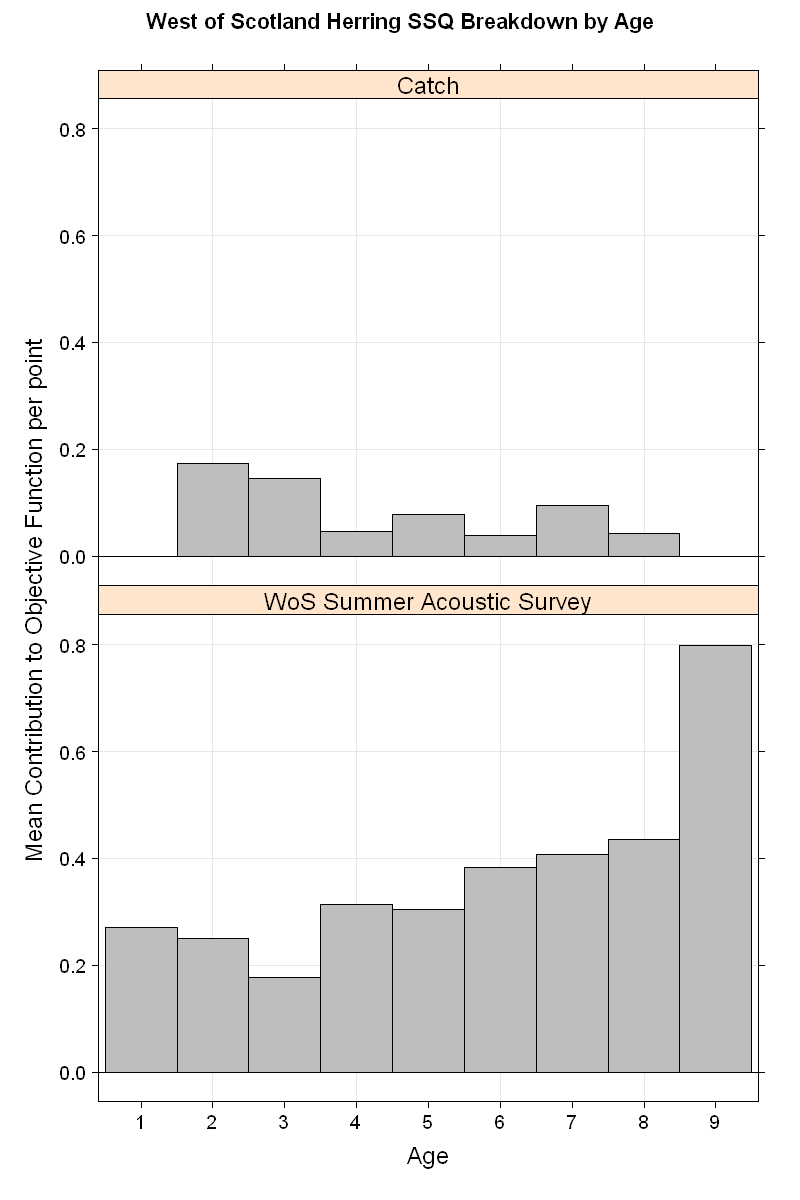 West of Scotland Herring SSQ Breakdown by Age
Mean Contribution to Objective Function per point
Catch
0.8
0.6
0.4
0.2
0.0
WoS Summer Acoustic Survey
0.8
0.6
0.4
0.2
0.0
1 2 3 4 5 6 7 8 9
Age